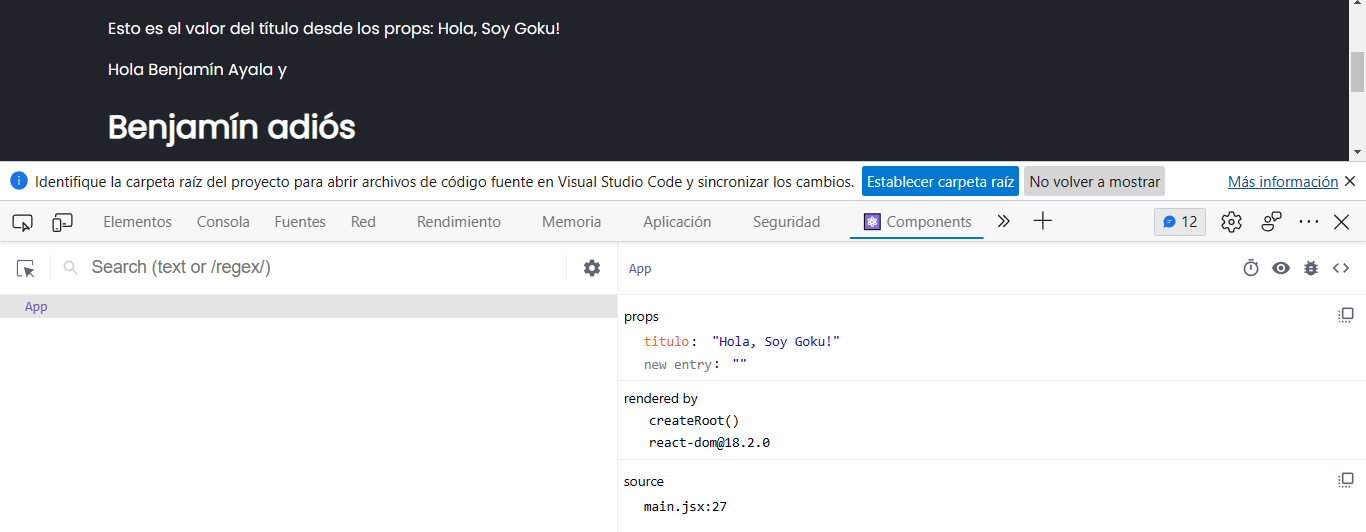 Esto es el valor del título desde los props: Hola, Soy Goku!
Hola Benjamín Ayala y
Benjamín adiós
Identifique la carpeta raíz del proyecto para abrir archivos de código fuente en Visual Studio Code y sincronizar los cambios. Establecer carpeta raíz No volver a mostrar Más información
Elementos Consola Fuentes Red Rendimiento Memoria Aplicación Seguridad Components 12
Search (text or /regex/)
App
App
props
titulo: "Hola, Soy Goku!"
new entry: ""
rendered by
createRoot()
react-dom@18.2.0
source
main.jsx:27